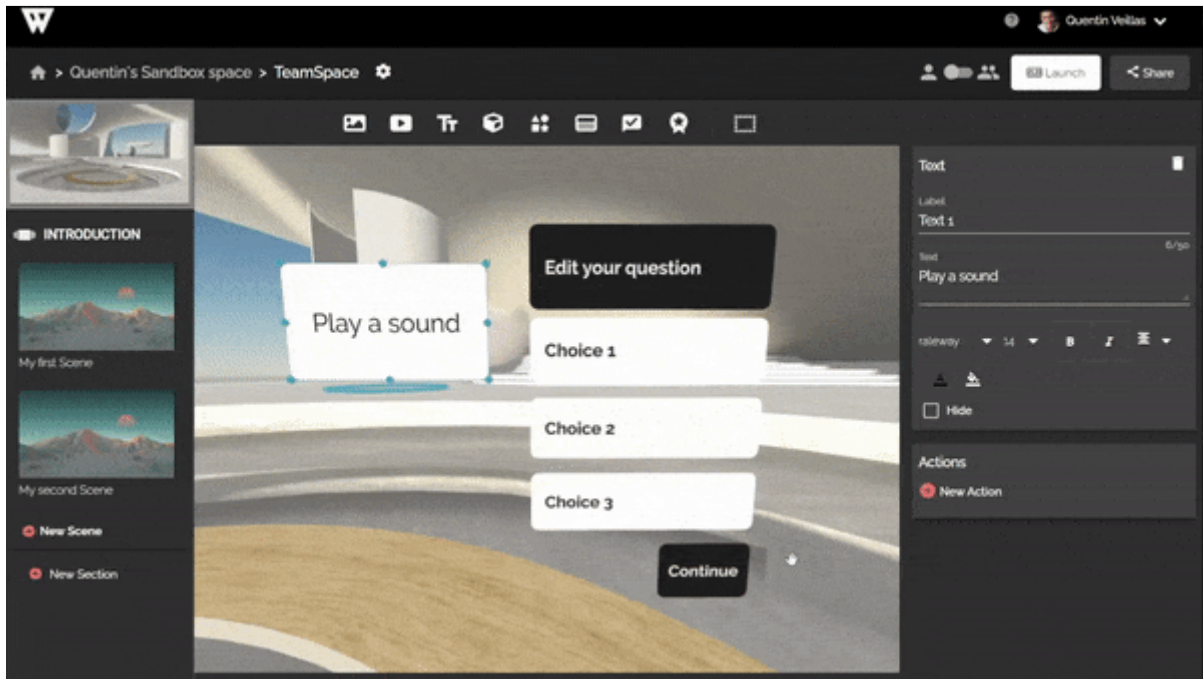 W
Quentin Veillas
> Quentin's Sandbox space > TeamSpace
Launch
Share
Tt
INTRODUCTION
My first Scene
My second Scene
New Scene
New Section
Play a sound
Edit your question
Choice 1
Choice 2
Choice 3
Continue
Text
Label
Text 1
6/50
Text
Play a sound
raleway 14 B I
A
Hide
Actions
New Action